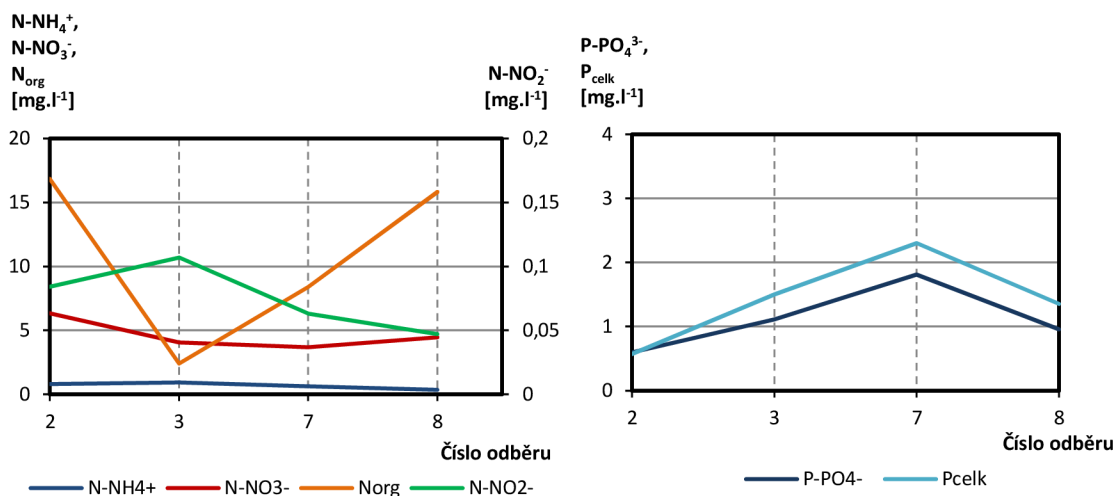 N-NH₄⁺,
N-NO₃⁻,
N_org
[mg.l⁻¹]
N-NO₂⁻
[mg.l⁻¹]
20
15
10
5
0
0,2
0,15
0,1
0,05
0
2 3 7 8
Číslo odběru
N-NH4+ N-NO3- Norg N-NO2-
P-PO₄³⁻,
P_celk
[mg.l⁻¹]
4
3
2
1
0
2 3 7 8
Číslo odběru
P-PO4- Pcelk